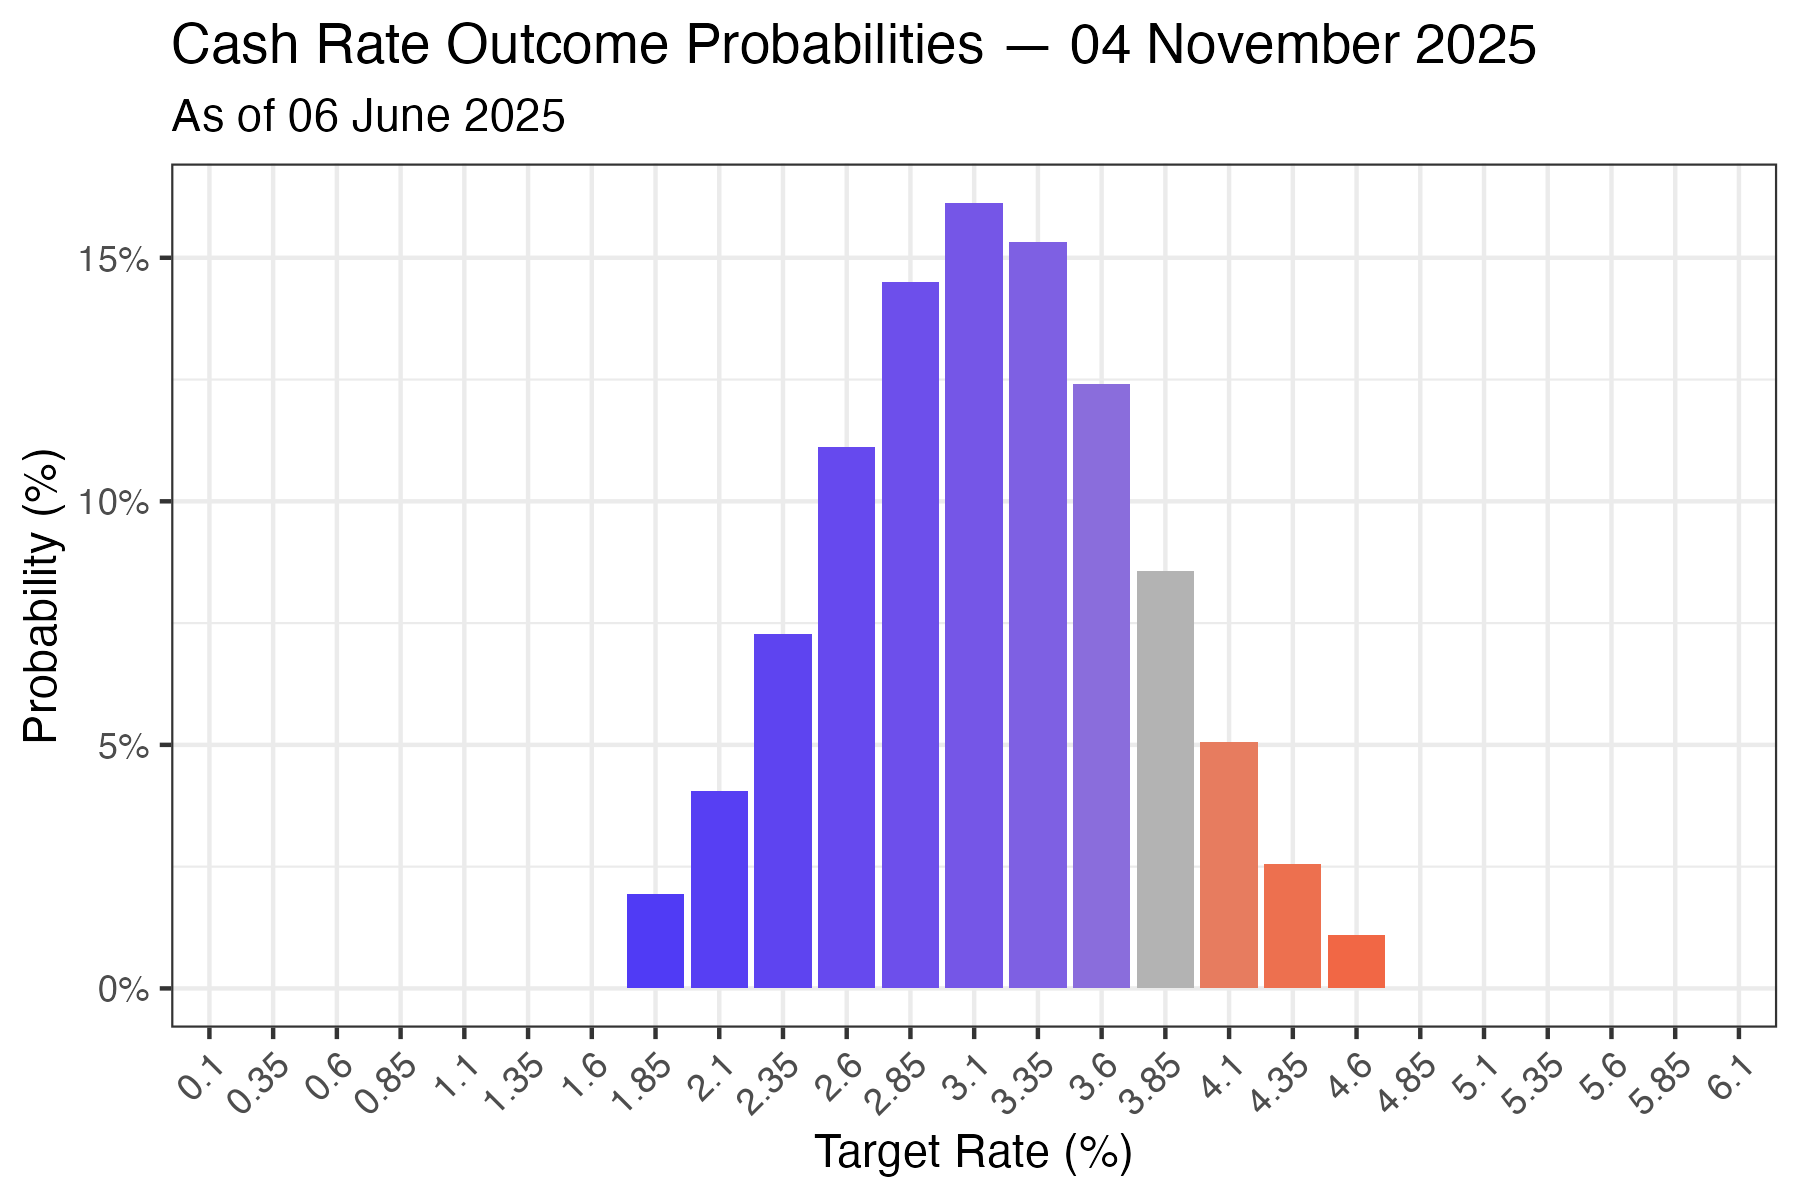 Cash Rate Outcome Probabilities — 04 November 2025
As of 06 June 2025
Probability (%)
15%
10%
5%
0%
0.1 0.35 0.6 0.85 1.1 1.35 1.6 1.85 2.1 2.35 2.6 2.85 3.1 3.35 3.6 3.85 4.1 4.35 4.6 4.85 5.1 5.35 5.6 5.85 6.1
Target Rate (%)